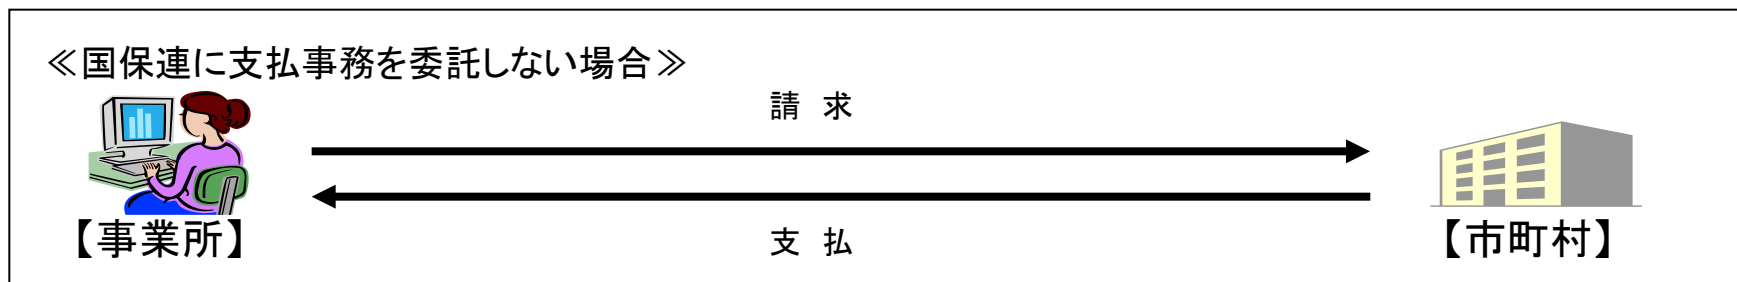 ≪国保連に支払事務を委託しない場合≫
請 求
支 払
【事業所】
【市町村】